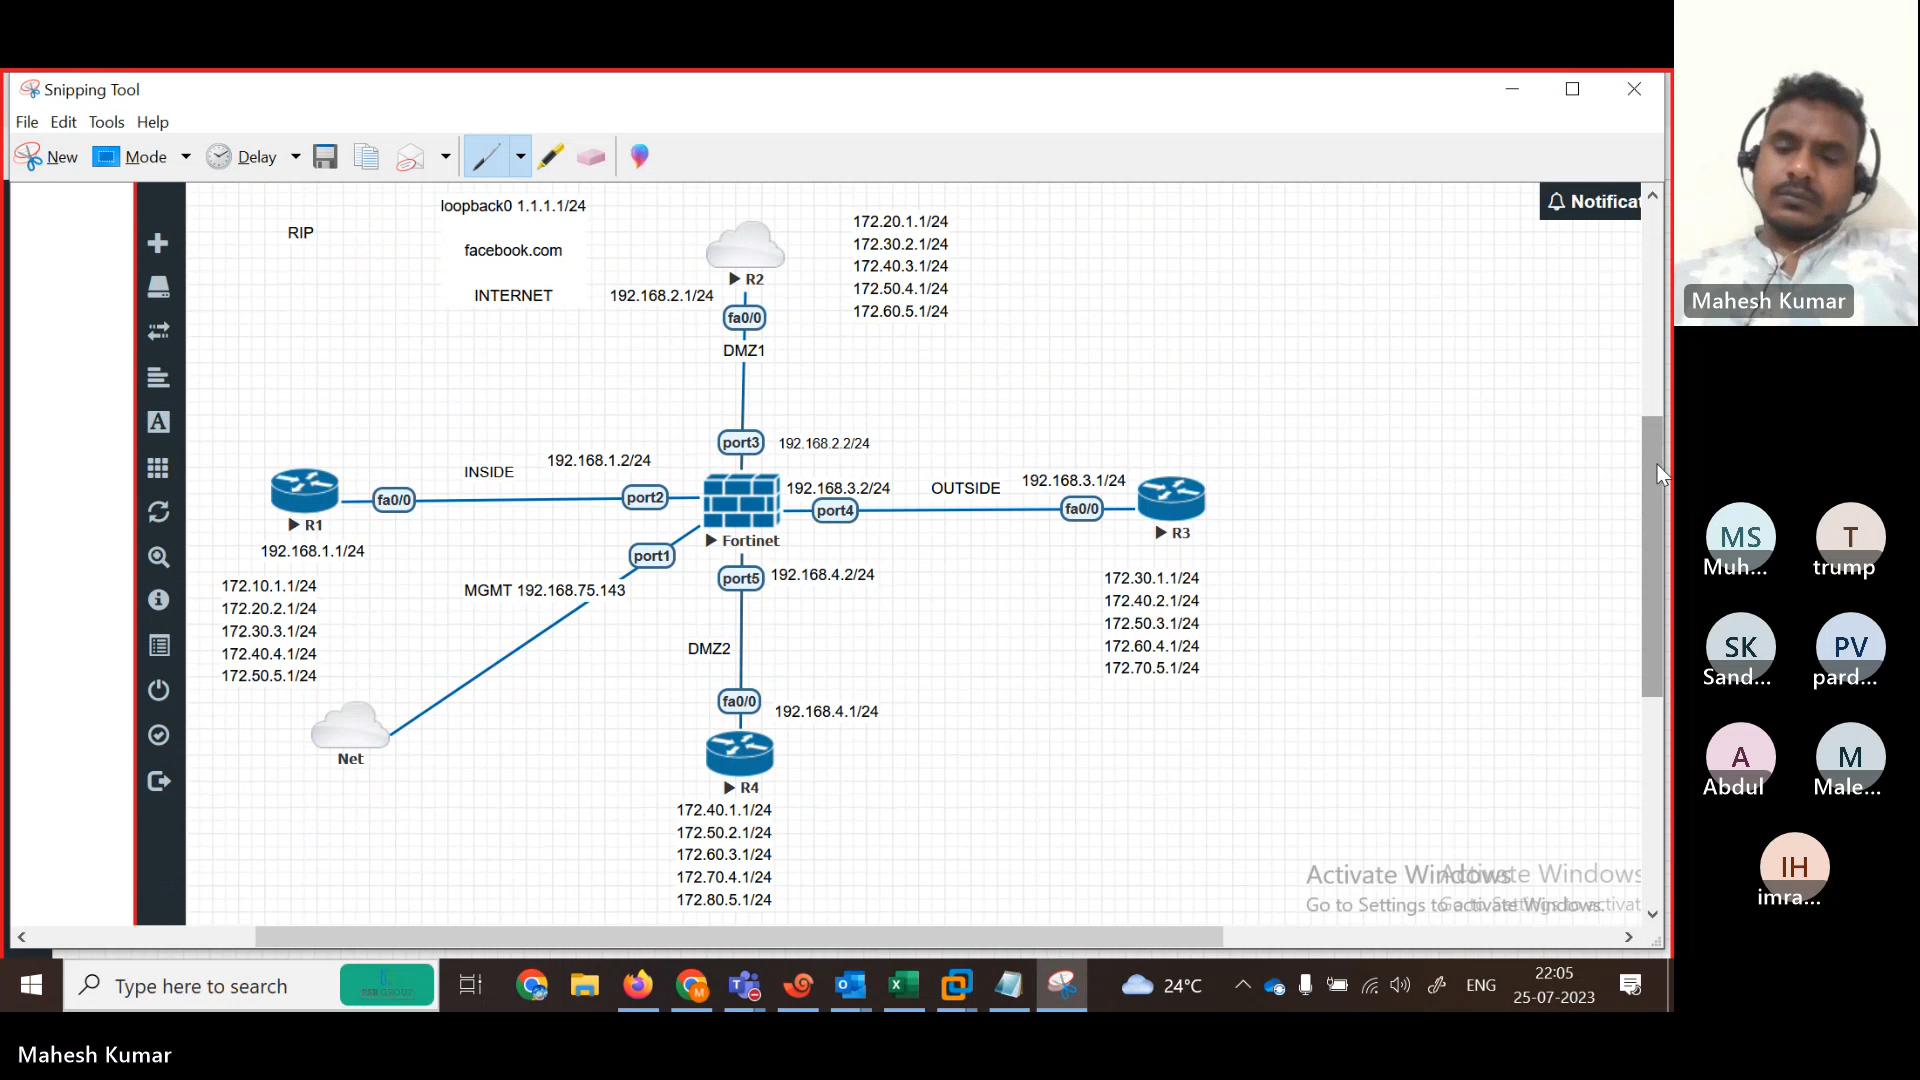 Snipping Tool
File Edit Tools Help
New Mode Delay
Notificat
loopback0 1.1.1.1/24
RIP
facebook.com
INTERNET
192.168.2.1/24
R2
172.20.1.1/24
172.30.2.1/24
172.40.3.1/24
172.50.4.1/24
172.60.5.1/24
fa0/0
DMZ1
port3
192.168.2.2/24
INSIDE
192.168.1.2/24
fa0/0
port2
R1
192.168.1.1/24
172.10.1.1/24
172.20.2.1/24
172.30.3.1/24
172.40.4.1/24
172.50.5.1/24
Fortinet
192.168.3.2/24
port4
OUTSIDE
192.168.3.1/24
fa0/0
R3
172.30.1.1/24
172.40.2.1/24
172.50.3.1/24
172.60.4.1/24
172.70.5.1/24
port1
MGMT 192.168.75.143
Net
port5
192.168.4.2/24
DMZ2
fa0/0
192.168.4.1/24
R4
172.40.1.1/24
172.50.2.1/24
172.60.3.1/24
172.70.4.1/24
172.80.5.1/24
Activate Windows
Go to Settings to activate Windows.
Type here to search
24°C
ENG
22:05
25-07-2023
Mahesh Kumar
MS
Muh...
T
trump
SK
Sand...
PV
pard...
A
Abdul
M
Male...
IH
imra...
Mahesh Kumar